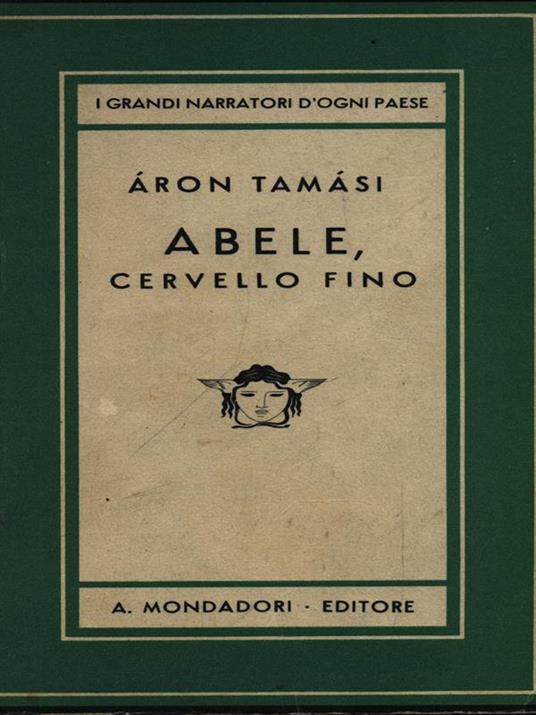 I GRANDI NARRATORI D'OGNI PAESE
ÁRON TAMÁSI
ABELE,
CERVELLO FINO
A. MONDADORI · EDITORE